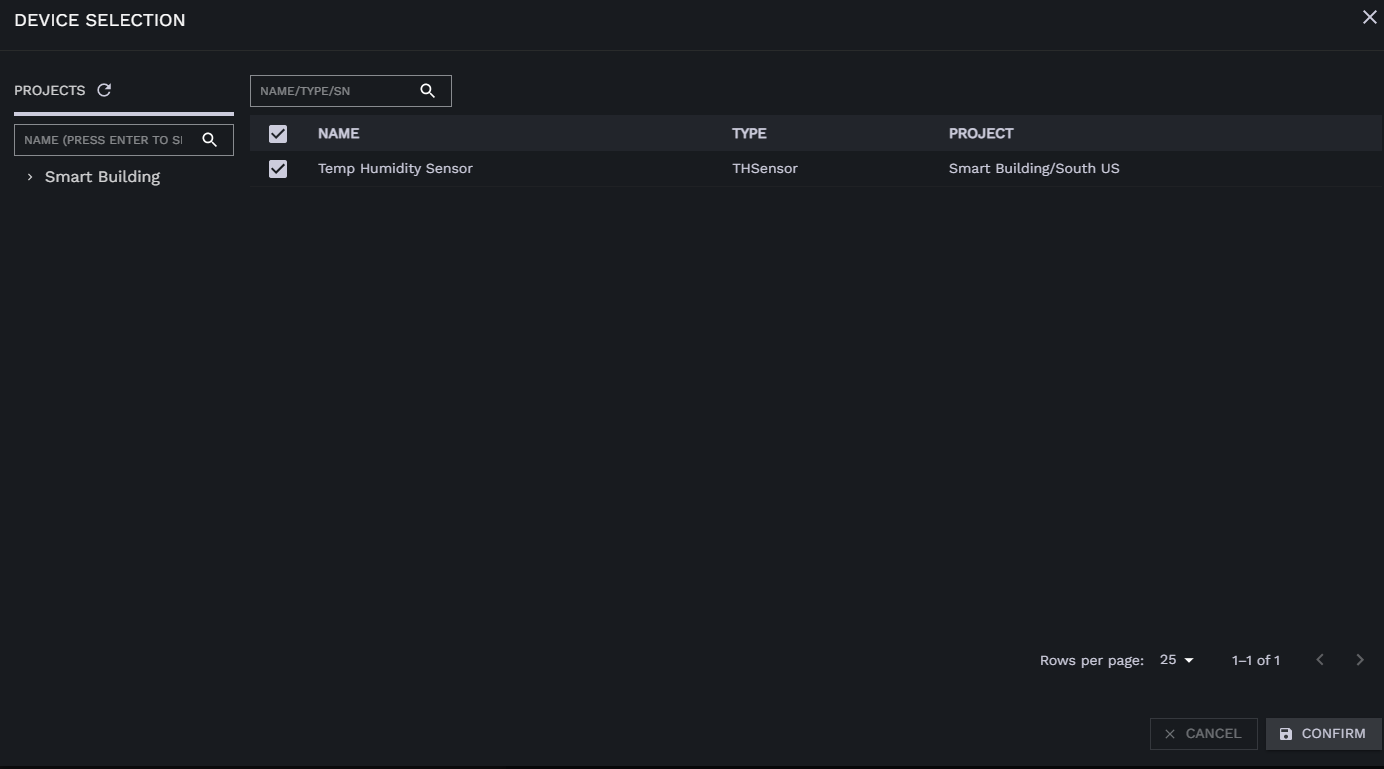 DEVICE SELECTION
PROJECTS
NAME (PRESS ENTER TO
Smart Building
NAME/TYPE/SN
NAME TYPE PROJECT
Temp Humidity Sensor THSensor Smart Building/South US
Rows per page: 25 1–1 of 1
CANCEL CONFIRM